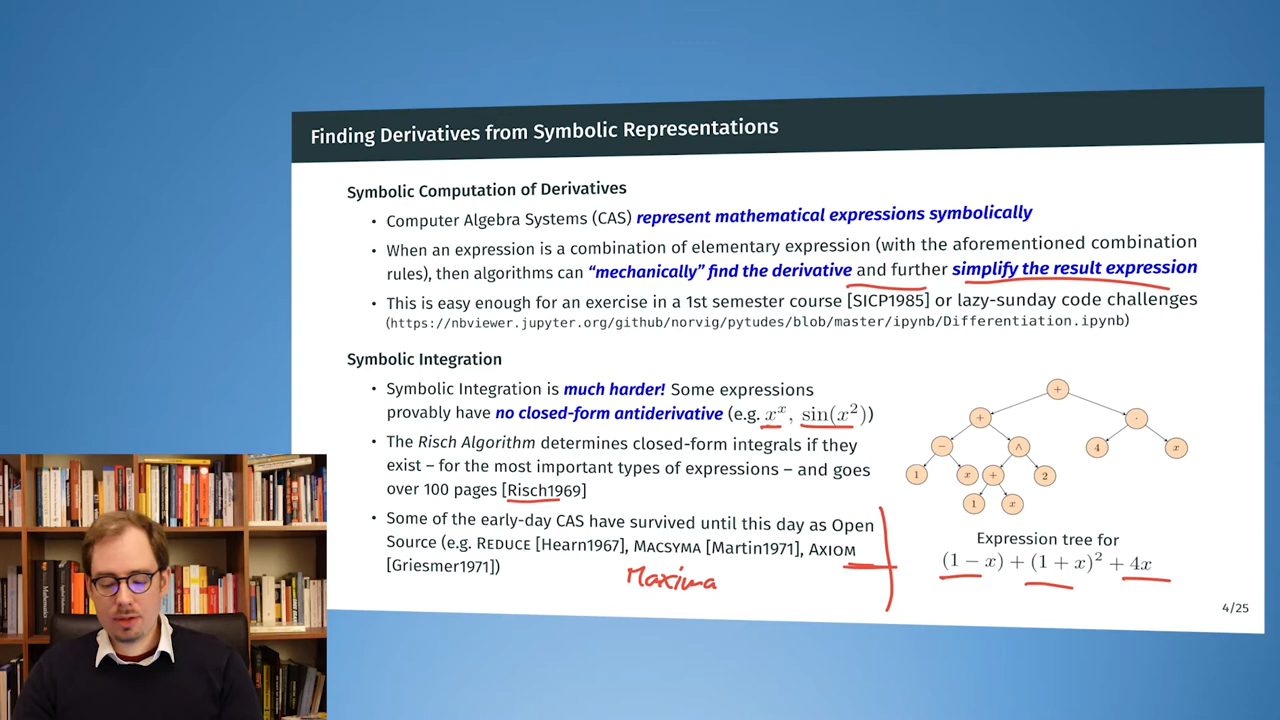 Finding Derivatives from Symbolic Representations
Symbolic Computation of Derivatives
• Computer Algebra Systems (CAS) represent mathematical expressions symbolically
• When an expression is a combination of elementary expression (with the aforementioned combination
rules), then algorithms can “mechanically” find the derivative and further simplify the result expression
• This is easy enough for an exercise in a 1st semester course [SICP1985] or lazy-sunday code challenges
(https://nbviewer.jupyter.org/github/norvig/pytudes/blob/master/ipynb/Differentiation.ipynb)
Symbolic Integration
• Symbolic Integration is much harder! Some expressions
provably have no closed-form antiderivative (e.g. x^x, sin(x²))
• The Risch Algorithm determines closed-form integrals if they
exist – for the most important types of expressions – and goes
over 100 pages [Risch1969]
• Some of the early-day CAS have survived until this day as Open
Source (e.g. REDUCE [Hearn1967], MACSYMA [Martin1971], AXIOM
[Griesmer1971])
Maxima
+
+ ·
− ∧ 4 x
1 x + 2
1 x
Expression tree for
(1 − x) + (1 + x)² + 4x
4/25